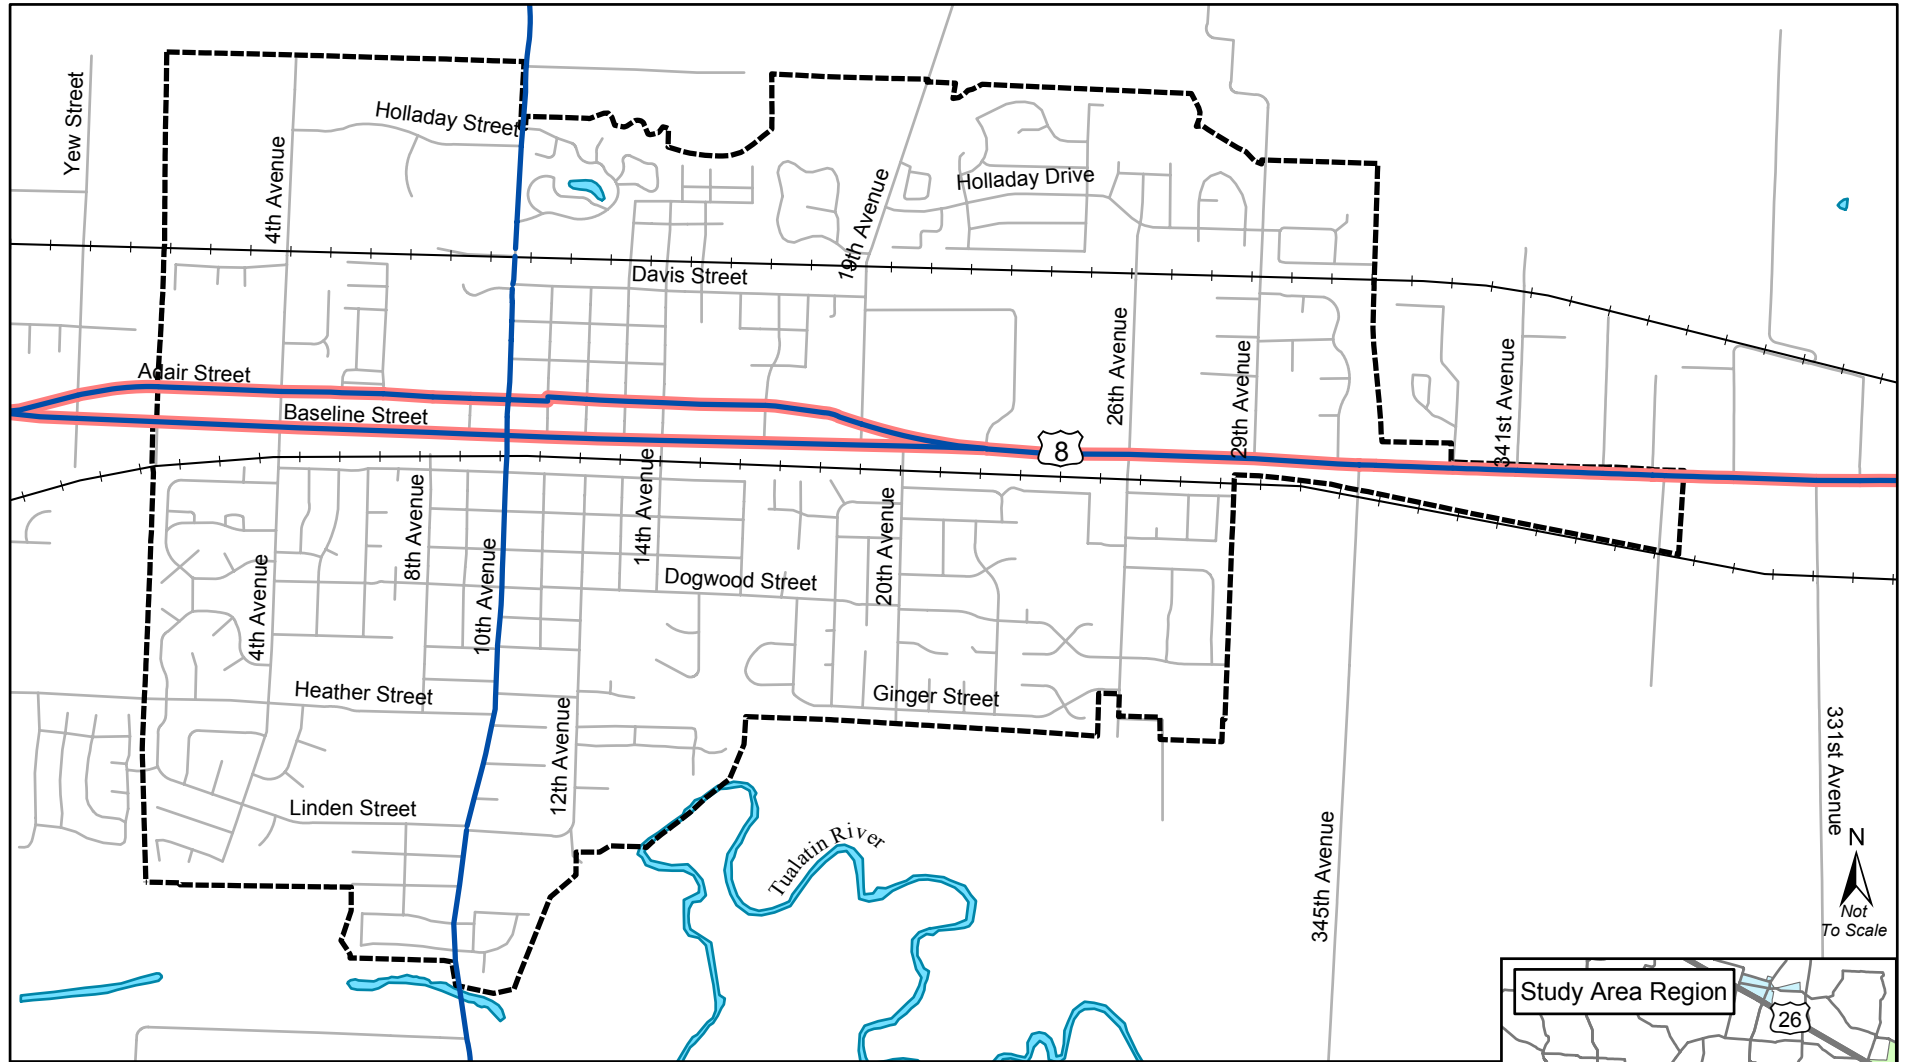 Yew Street
Holladay Street
4th Avenue
19th Avenue
Holladay Drive
Davis Street
Adair Street
Baseline Street
26th Avenue
29th Avenue
341st Avenue
8
8th Avenue
14th Avenue
20th Avenue
4th Avenue
10th Avenue
Dogwood Street
Heather Street
Ginger Street
12th Avenue
Linden Street
Tualatin River
345th Avenue
331st Avenue
N
Not
To Scale
Study Area Region
26